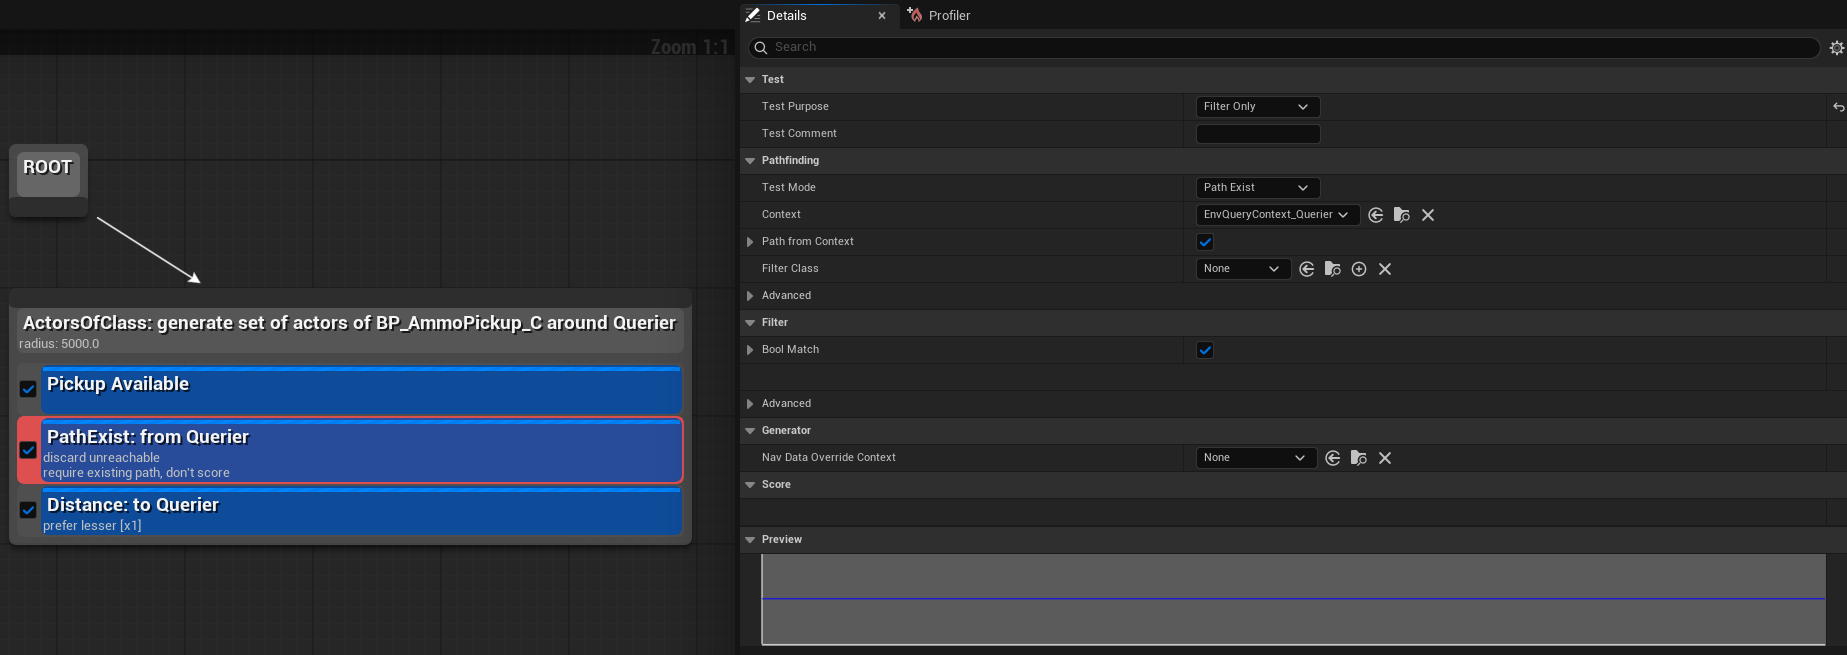 Zoom 1:1
ROOT
ActorsOfClass: generate set of actors of BP_AmmoPickup_C around Querier
radius: 5000.0
Pickup Available
PathExist: from Querier
discard unreachable
require existing path, don't score
Distance: to Querier
prefer lesser [x1]
Details
Profiler
Search
Test
Test Purpose
Filter Only
Test Comment
Pathfinding
Test Mode
Path Exist
Context
EnvQueryContext_Querier
Path from Context
Filter Class
None
Advanced
Filter
Bool Match
Advanced
Generator
Nav Data Override Context
None
Score
Preview